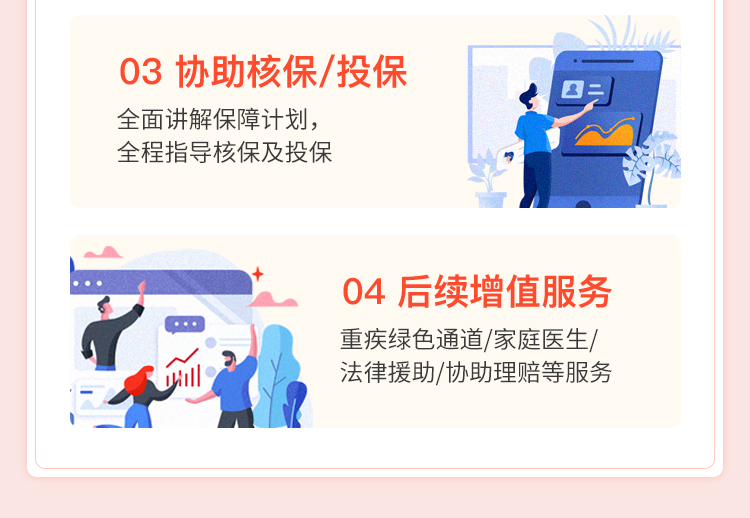 03 协助核保/投保
全面讲解保障计划，
全程指导核保及投保
04 后续增值服务
重疾绿色通道/家庭医生/
法律援助/协助理赔等服务